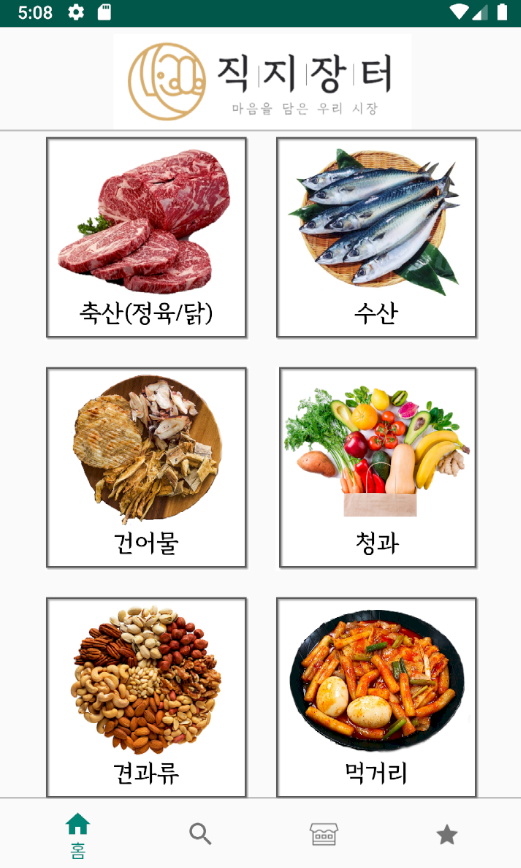 5:08
직지장터
마음을 담은 우리 시장
축산(정육/닭)
수산
건어물
청과
견과류
먹거리
홈